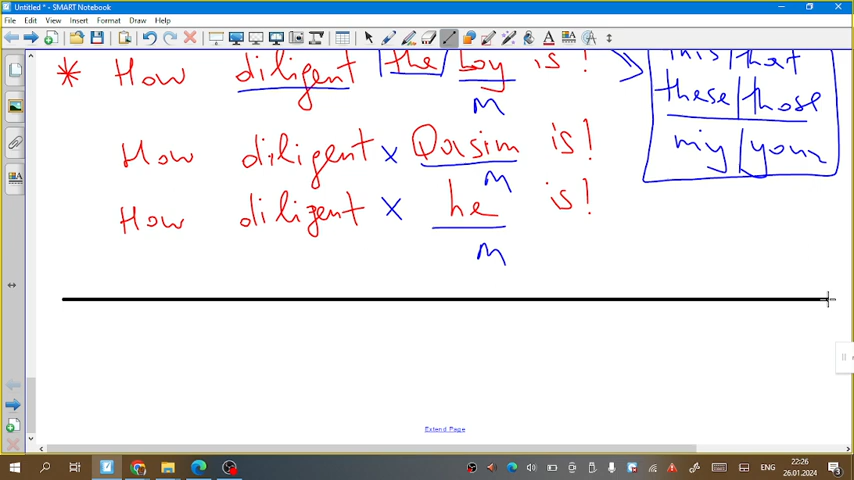 Untitled * - SMART Notebook
File Edit View Insert Format Draw Help
* How diligent the boy is!
m
this/that
these/those
my/your
How diligent x Qasim is!
m
How diligent x he is!
m
Extend Page
ENG
22:26
26.01.2024
3